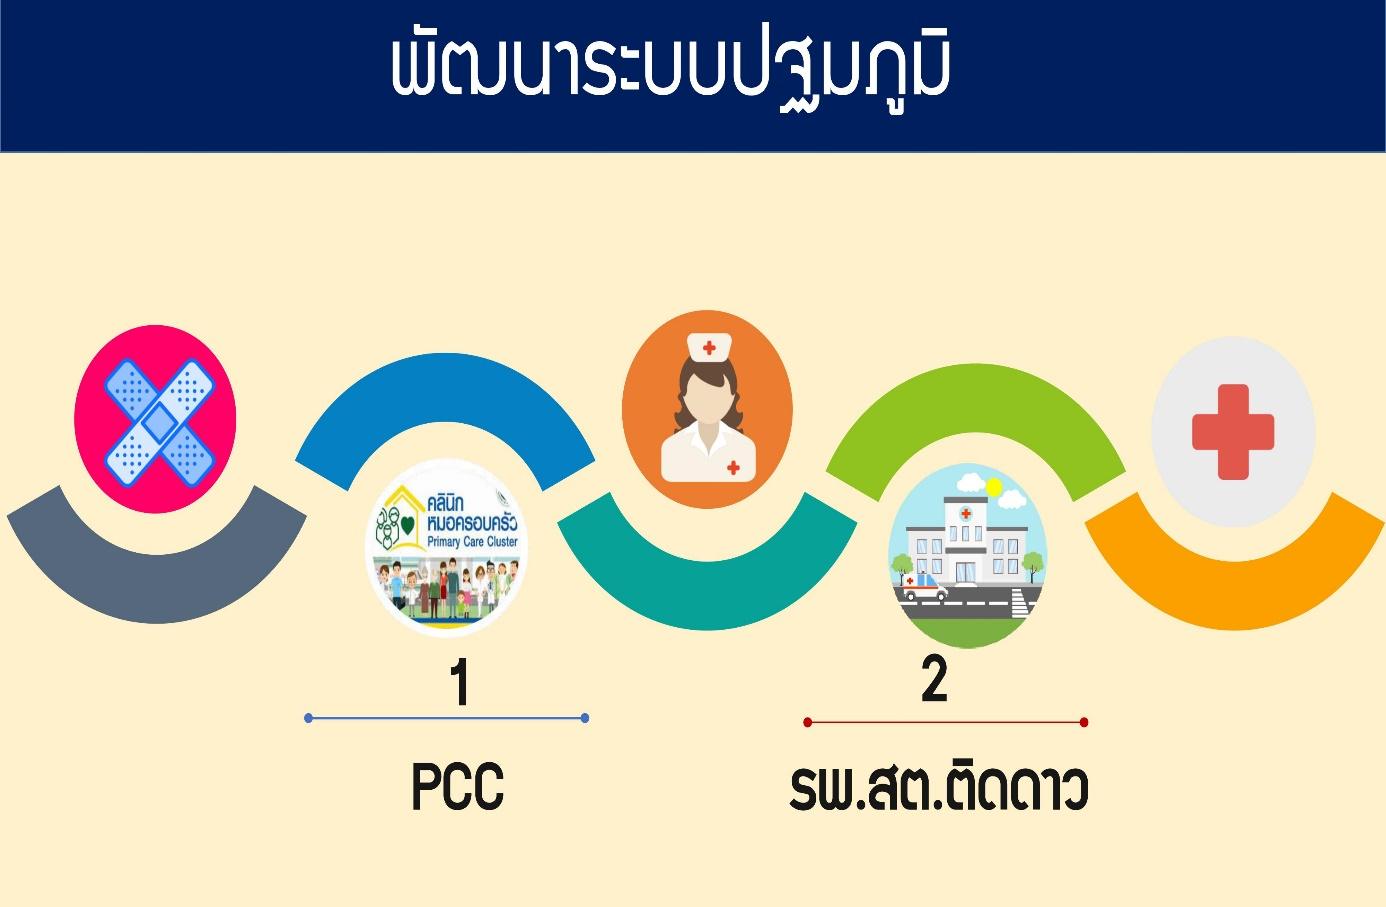 พัฒนาระบบปฐมภูมิ
คลินิก
หมอครอบครัว
Primary Care Cluster
1
2
PCC
รพ.สต.ติดดาว